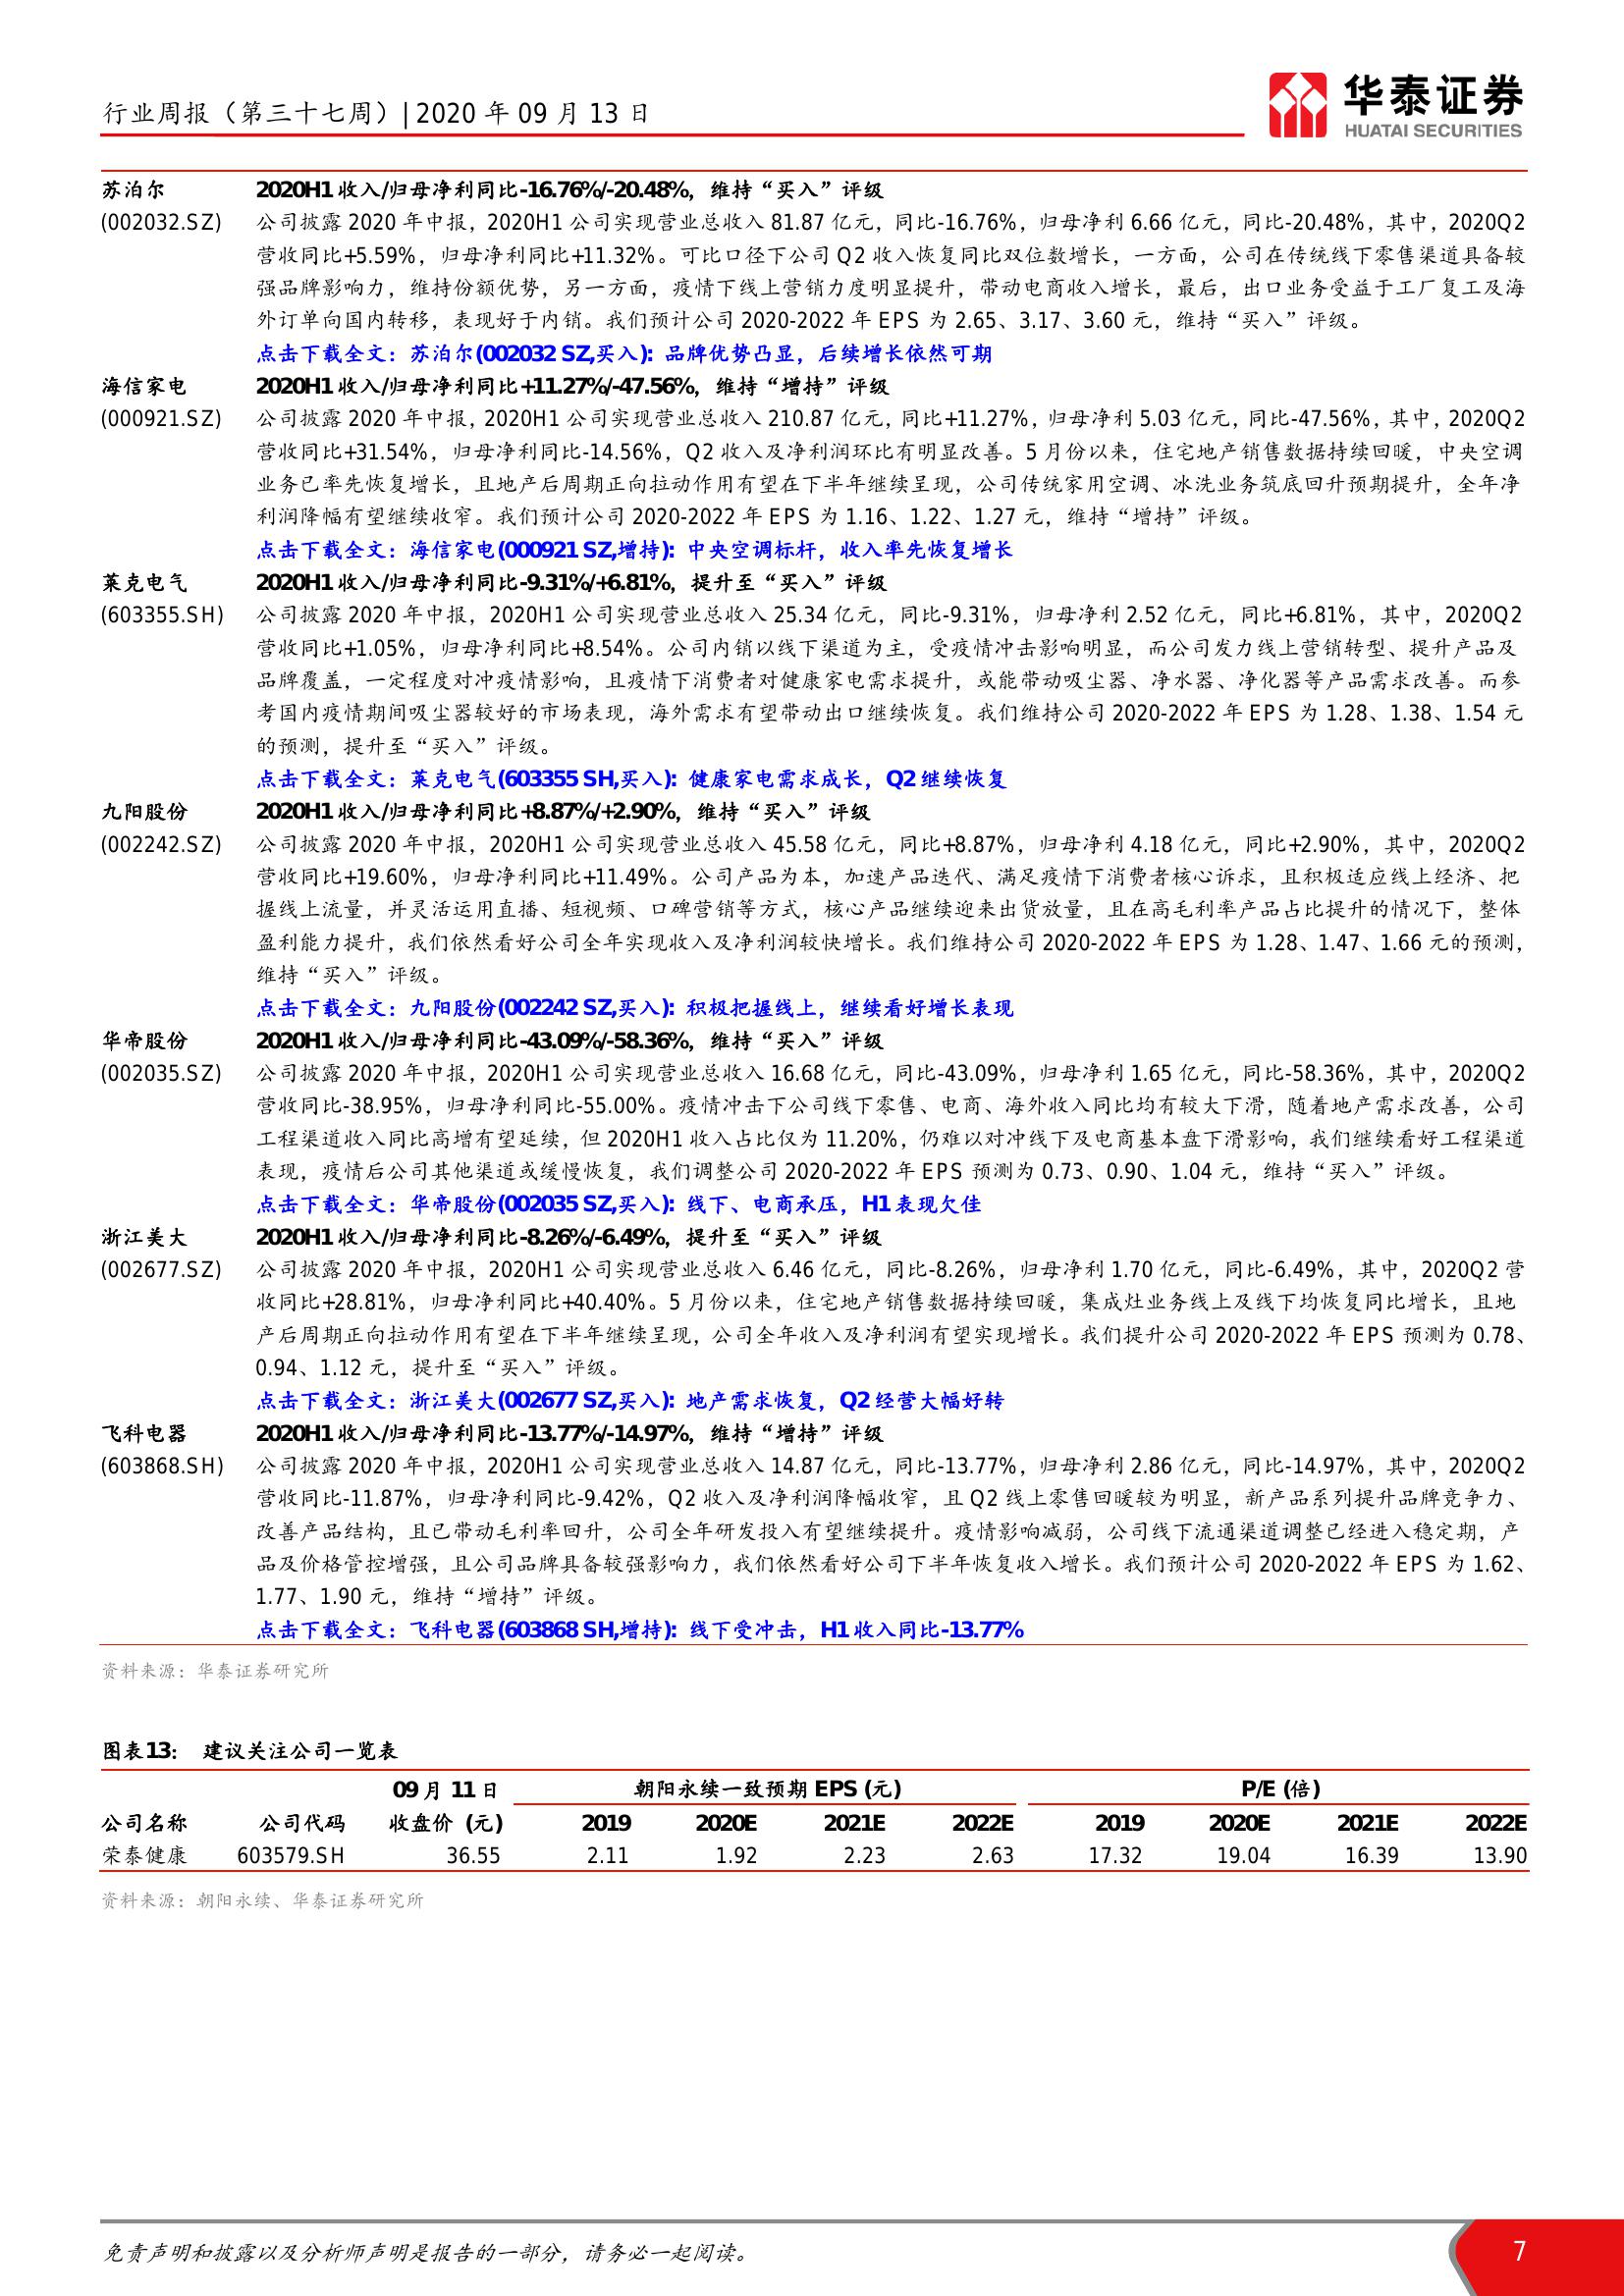 行业周报（第三十七周）| 2020 年 09 月 13 日
华泰证券
HUATAI SECURITIES
苏泊尔 2020H1 收入/归母净利同比-16.76%/-20.48%，维持“买入”评级
(002032.SZ) 公司披露 2020 年中报，2020H1 公司实现营业总收入 81.87 亿元，同比-16.76%，归母净利 6.66 亿元，同比-20.48%，其中，2020Q2
营收同比+5.59%，归母净利同比+11.32%。可比口径下公司 Q2 收入恢复同比双位数增长，一方面，公司在传统线下零售渠道具备较
强品牌影响力，维持份额优势，另一方面，疫情下线上营销力度明显提升，带动电商收入增长，最后，出口业务受益于工厂复工及海
外订单向国内转移，表现好于内销。我们预计公司 2020-2022 年 EPS 为 2.65、3.17、3.60 元，维持“买入”评级。
点击下载全文：苏泊尔(002032 SZ,买入): 品牌优势凸显，后续增长依然可期
海信家电 2020H1 收入/归母净利同比+11.27%/-47.56%，维持“增持”评级
(000921.SZ) 公司披露 2020 年中报，2020H1 公司实现营业总收入 210.87 亿元，同比+11.27%，归母净利 5.03 亿元，同比-47.56%，其中，2020Q2
营收同比+31.54%，归母净利同比-14.56%，Q2 收入及净利润环比有明显改善。5 月份以来，住宅地产销售数据持续回暖，中央空调
业务已率先恢复增长，且地产后周期正向拉动作用有望在下半年继续呈现，公司传统家用空调、冰洗业务筑底回升预期提升，全年净
利润降幅有望继续收窄。我们预计公司 2020-2022 年 EPS 为 1.16、1.22、1.27 元，维持“增持”评级。
点击下载全文：海信家电(000921 SZ,增持): 中央空调标杆，收入率先恢复增长
莱克电气 2020H1 收入/归母净利同比-9.31%/+6.81%，提升至“买入”评级
(603355.SH) 公司披露 2020 年中报，2020H1 公司实现营业总收入 25.34 亿元，同比-9.31%，归母净利 2.52 亿元，同比+6.81%，其中，2020Q2
营收同比+1.05%，归母净利同比+8.54%。公司内销以线下渠道为主，受疫情冲击影响明显，而公司发力线上营销转型、提升产品及
品牌覆盖，一定程度对冲疫情影响，且疫情下消费者对健康家电需求提升，或能带动吸尘器、净水器、净化器等产品需求改善。而参
考国内疫情期间吸尘器较好的市场表现，海外需求有望带动出口继续恢复。我们维持公司 2020-2022 年 EPS 为 1.28、1.38、1.54 元
的预测，提升至“买入”评级。
点击下载全文：莱克电气(603355 SH,买入): 健康家电需求成长，Q2 继续恢复
九阳股份 2020H1 收入/归母净利同比+8.87%/+2.90%，维持“买入”评级
(002242.SZ) 公司披露 2020 年中报，2020H1 公司实现营业总收入 45.58 亿元，同比+8.87%，归母净利 4.18 亿元，同比+2.90%，其中，2020Q2
营收同比+19.60%，归母净利同比+11.49%。公司产品为本，加速产品迭代、满足疫情下消费者核心诉求，且积极适应线上经济、把
握线上流量，并灵活运用直播、短视频、口碑营销等方式，核心产品继续迎来出货放量，且在高毛利率产品占比提升的情况下，整体
盈利能力提升，我们依然看好公司全年实现收入及净利润较快增长。我们维持公司 2020-2022 年 EPS 为 1.28、1.47、1.66 元的预测，
维持“买入”评级。
点击下载全文：九阳股份(002242 SZ,买入): 积极把握线上，继续看好增长表现
华帝股份 2020H1 收入/归母净利同比-43.09%/-58.36%，维持“买入”评级
(002035.SZ) 公司披露 2020 年中报，2020H1 公司实现营业总收入 16.68 亿元，同比-43.09%，归母净利 1.65 亿元，同比-58.36%，其中，2020Q2
营收同比-38.95%，归母净利同比-55.00%。疫情冲击下公司线下零售、电商、海外收入同比均有较大下滑，随着地产需求改善，公司
工程渠道收入同比高增有望延续，但 2020H1 收入占比仅为 11.20%，仍难以对冲线下及电商基本盘下滑影响，我们继续看好工程渠道
表现，疫情后公司其他渠道或缓慢恢复，我们调整公司 2020-2022 年 EPS 预测为 0.73、0.90、1.04 元，维持“买入”评级。
点击下载全文：华帝股份(002035 SZ,买入): 线下、电商承压，H1 表现欠佳
浙江美大 2020H1 收入/归母净利同比-8.26%/-6.49%，提升至“买入”评级
(002677.SZ) 公司披露 2020 年中报，2020H1 公司实现营业总收入 6.46 亿元，同比-8.26%，归母净利 1.70 亿元，同比-6.49%，其中，2020Q2 营
收同比+28.81%，归母净利同比+40.40%。5 月份以来，住宅地产销售数据持续回暖，集成灶业务线上及线下均恢复同比增长，且地
产后周期正向拉动作用有望在下半年继续呈现，公司全年收入及净利润有望实现增长。我们提升公司 2020-2022 年 EPS 预测为 0.78、
0.94、1.12 元，提升至“买入”评级。
点击下载全文：浙江美大(002677 SZ,买入): 地产需求恢复，Q2 经营大幅好转
飞科电器 2020H1 收入/归母净利同比-13.77%/-14.97%，维持“增持”评级
(603868.SH) 公司披露 2020 年中报，2020H1 公司实现营业总收入 14.87 亿元，同比-13.77%，归母净利 2.86 亿元，同比-14.97%，其中，2020Q2
营收同比-11.87%，归母净利同比-9.42%，Q2 收入及净利润降幅收窄，且 Q2 线上零售回暖较为明显，新产品系列提升品牌竞争力、
改善产品结构，且已带动毛利率回升，公司全年研发投入有望继续提升。疫情影响减弱，公司线下流通渠道调整已经进入稳定期，产
品及价格管控增强，且公司品牌具备较强影响力，我们依然看好公司下半年恢复收入增长。我们预计公司 2020-2022 年 EPS 为 1.62、
1.77、1.90 元，维持“增持”评级。
点击下载全文：飞科电器(603868 SH,增持): 线下受冲击，H1 收入同比-13.77%
资料来源：华泰证券研究所
图表13： 建议关注公司一览表
09 月 11 日 朝阳永续一致预期 EPS (元) P/E (倍)
公司名称 公司代码 收盘价 (元) 2019 2020E 2021E 2022E 2019 2020E 2021E 2022E
荣泰健康 603579.SH 36.55 2.11 1.92 2.23 2.63 17.32 19.04 16.39 13.90
资料来源：朝阳永续、华泰证券研究所
免责声明和披露以及分析师声明是报告的一部分，请务必一起阅读。 7